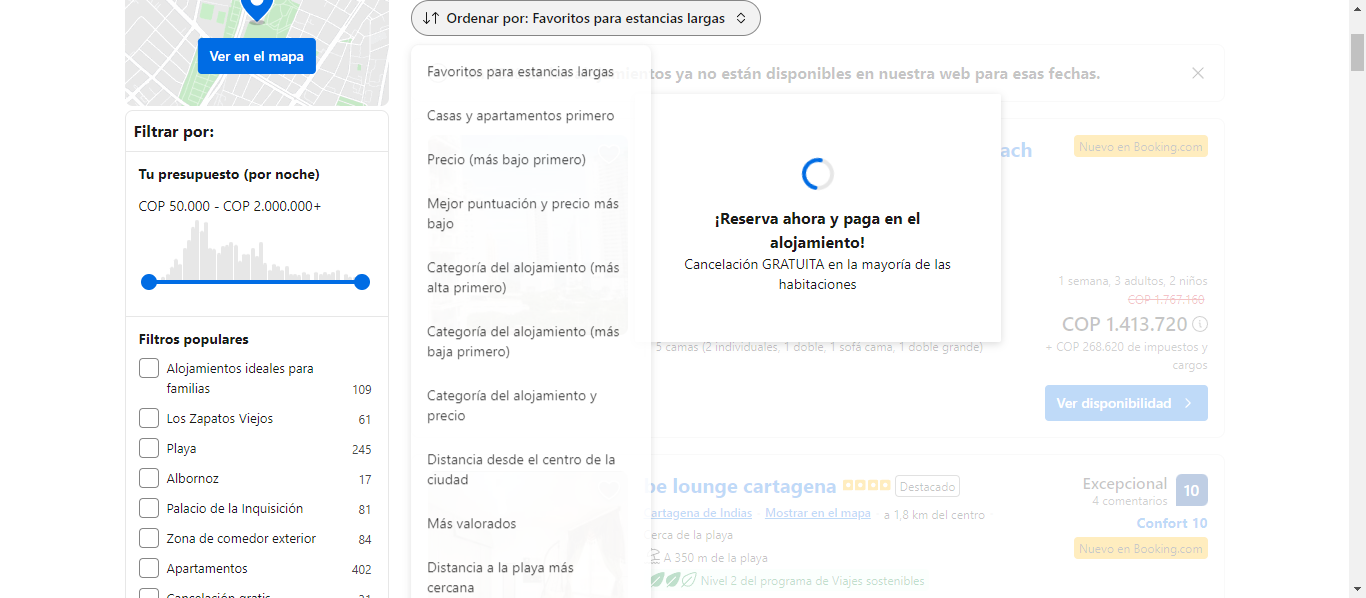 Ver en el mapa
Filtrar por:
Tu presupuesto (por noche)
COP 50.000 - COP 2.000.000+
Filtros populares
Alojamientos ideales para
familias
109
Los Zapatos Viejos 61
Playa 245
Albornoz 17
Palacio de la Inquisición 81
Zona de comedor exterior 84
Apartamentos 402
Ordenar por: Favoritos para estancias largas
Favoritos para estancias largas
Casas y apartamentos primero
Precio (más bajo primero)
Mejor puntuación y precio más
bajo
Categoría del alojamiento (más
alta primero)
Categoría del alojamiento (más
baja primero)
Categoría del alojamiento y
precio
Distancia desde el centro de la
ciudad
Más valorados
Distancia a la playa más
cercana
ya no están disponibles en nuestra web para esas fechas.
¡Reserva ahora y paga en el
alojamiento!
Cancelación GRATUITA en la mayoría de las
habitaciones
Nuevo en Booking.com
1 semana, 3 adultos, 2 niños
COP 1.767.160
COP 1.413.720
+ COP 268.620 de impuestos y
cargos
5 camas (2 individuales, 1 doble, 1 sofá cama, 1 doble grande)
Ver disponibilidad
lounge cartagena Destacado
de Indias Mostrar en el mapa a 1,8 km del centro
de la playa
A 350 m de la playa
Nivel 2 del programa de Viajes sostenibles
Excepcional 10
4 comentarios
Confort 10
Nuevo en Booking.com